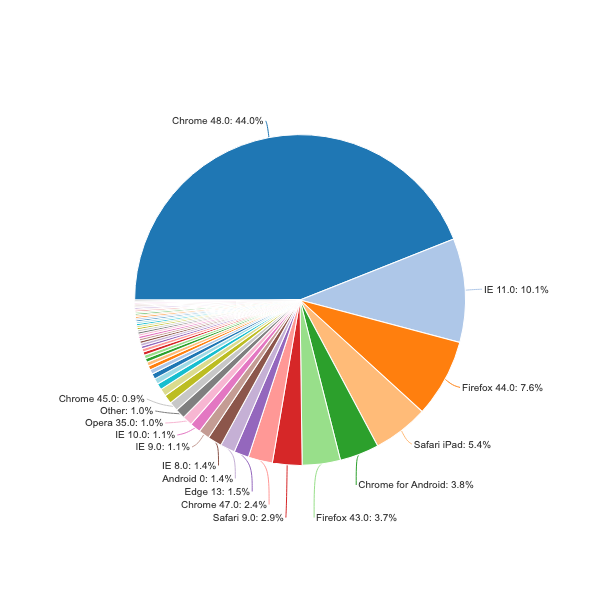 Chrome 48.0: 44.0%
IE 11.0: 10.1%
Firefox 44.0: 7.6%
Safari iPad: 5.4%
Chrome for Android: 3.8%
Firefox 43.0: 3.7%
Safari 9.0: 2.9%
Chrome 47.0: 2.4%
Edge 13: 1.5%
Android 0: 1.4%
IE 8.0: 1.4%
IE 9.0: 1.1%
IE 10.0: 1.1%
Opera 35.0: 1.0%
Other: 1.0%
Chrome 45.0: 0.9%